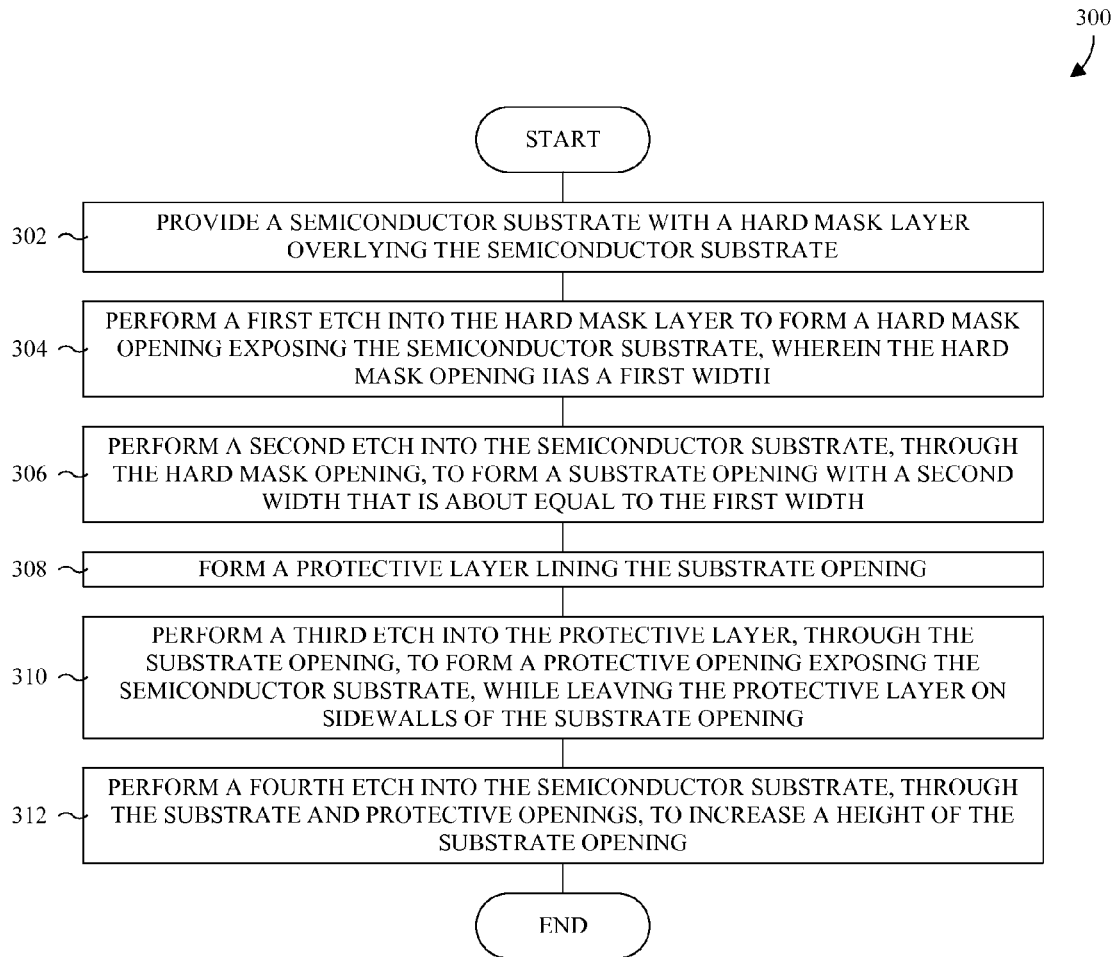 300
START
302
PROVIDE A SEMICONDUCTOR SUBSTRATE WITH A HARD MASK LAYER
OVERLYING THE SEMICONDUCTOR SUBSTRATE
304
PERFORM A FIRST ETCH INTO THE HARD MASK LAYER TO FORM A HARD MASK
OPENING EXPOSING THE SEMICONDUCTOR SUBSTRATE, WHEREIN THE HARD
MASK OPENING HAS A FIRST WIDTH
306
PERFORM A SECOND ETCH INTO THE SEMICONDUCTOR SUBSTRATE, THROUGH
THE HARD MASK OPENING, TO FORM A SUBSTRATE OPENING WITH A SECOND
WIDTH THAT IS ABOUT EQUAL TO THE FIRST WIDTH
308
FORM A PROTECTIVE LAYER LINING THE SUBSTRATE OPENING
310
PERFORM A THIRD ETCH INTO THE PROTECTIVE LAYER, THROUGH THE
SUBSTRATE OPENING, TO FORM A PROTECTIVE OPENING EXPOSING THE
SEMICONDUCTOR SUBSTRATE, WHILE LEAVING THE PROTECTIVE LAYER ON
SIDEWALLS OF THE SUBSTRATE OPENING
312
PERFORM A FOURTH ETCH INTO THE SEMICONDUCTOR SUBSTRATE, THROUGH
THE SUBSTRATE AND PROTECTIVE OPENINGS, TO INCREASE A HEIGHT OF THE
SUBSTRATE OPENING
END